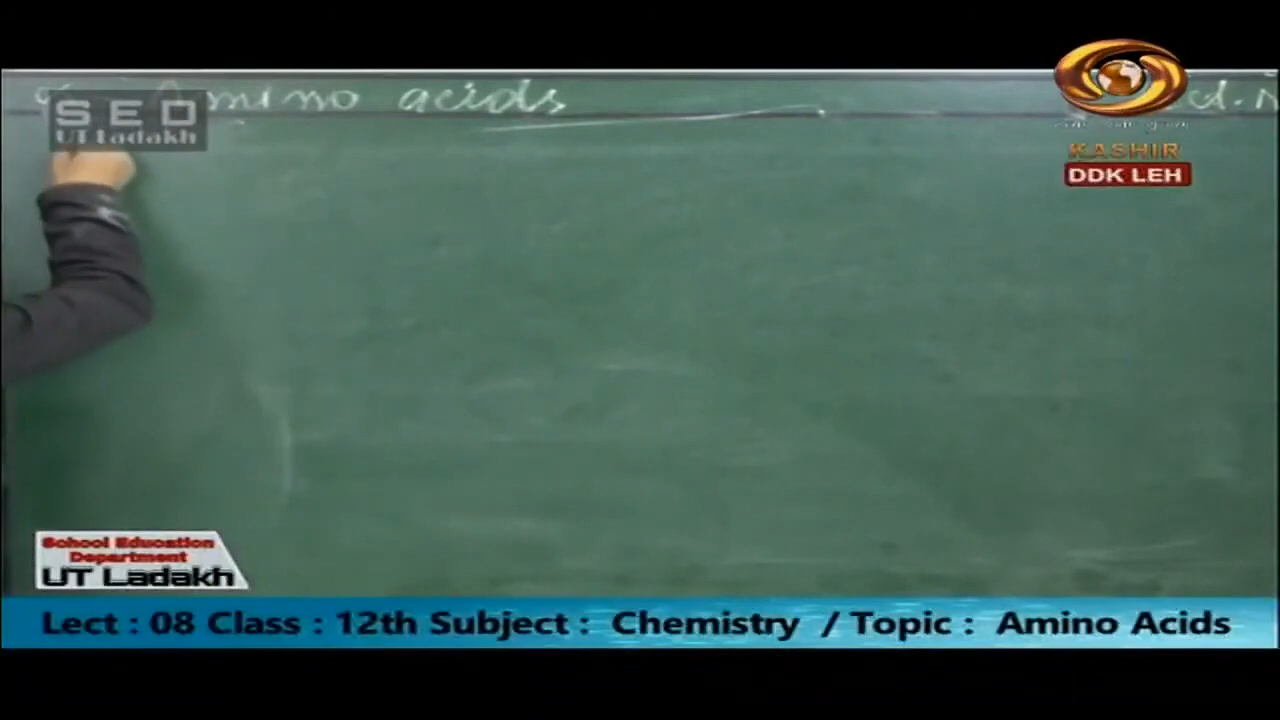 Amino acids
SED
UT Ladakh
KASHIR
DDK LEH
School Education
Department
UT Ladakh
Lect : 08 Class : 12th Subject : Chemistry / Topic : Amino Acids